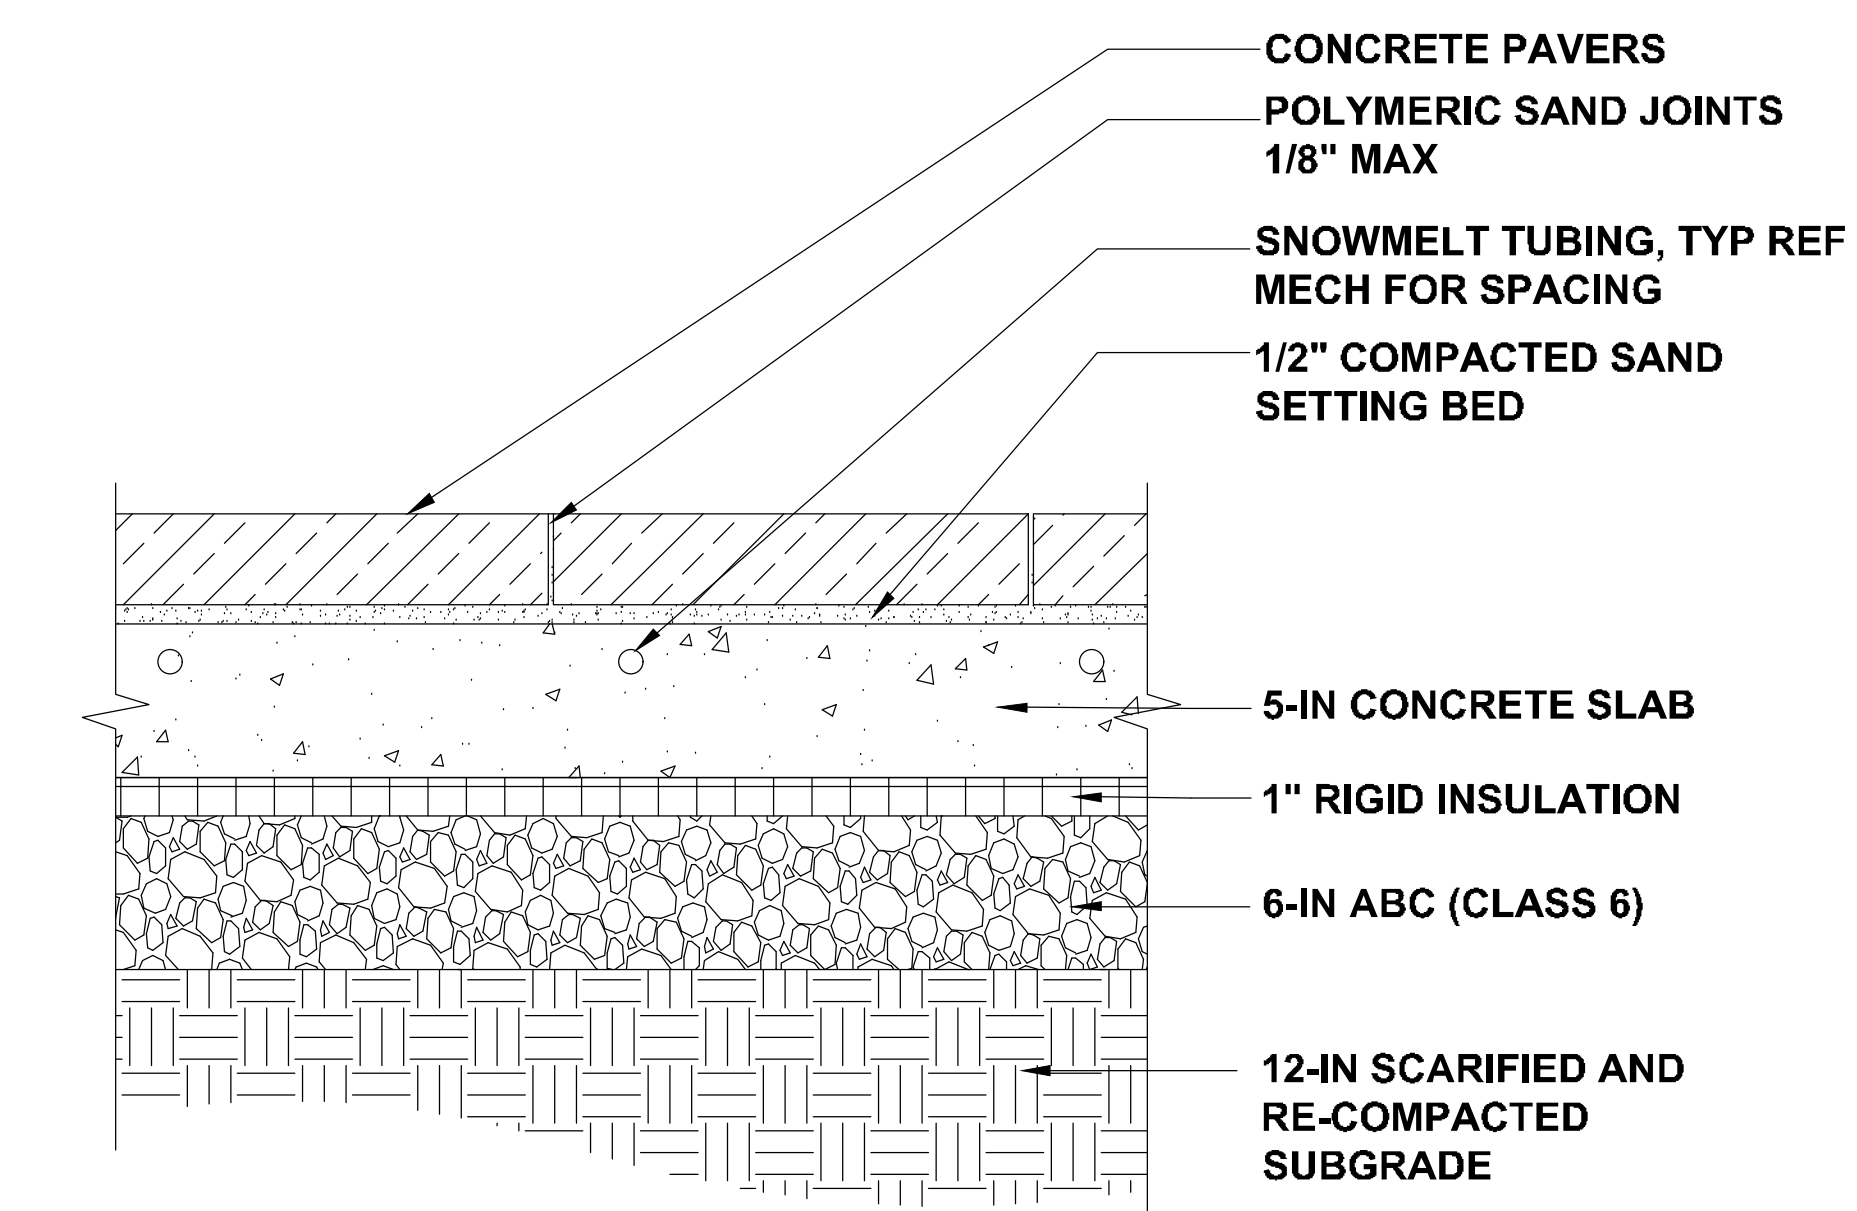 CONCRETE PAVERS
POLYMERIC SAND JOINTS
1/8" MAX
SNOWMELT TUBING, TYP REF
MECH FOR SPACING
1/2" COMPACTED SAND
SETTING BED
5-IN CONCRETE SLAB
1" RIGID INSULATION
6-IN ABC (CLASS 6)
12-IN SCARIFIED AND
RE-COMPACTED
SUBGRADE